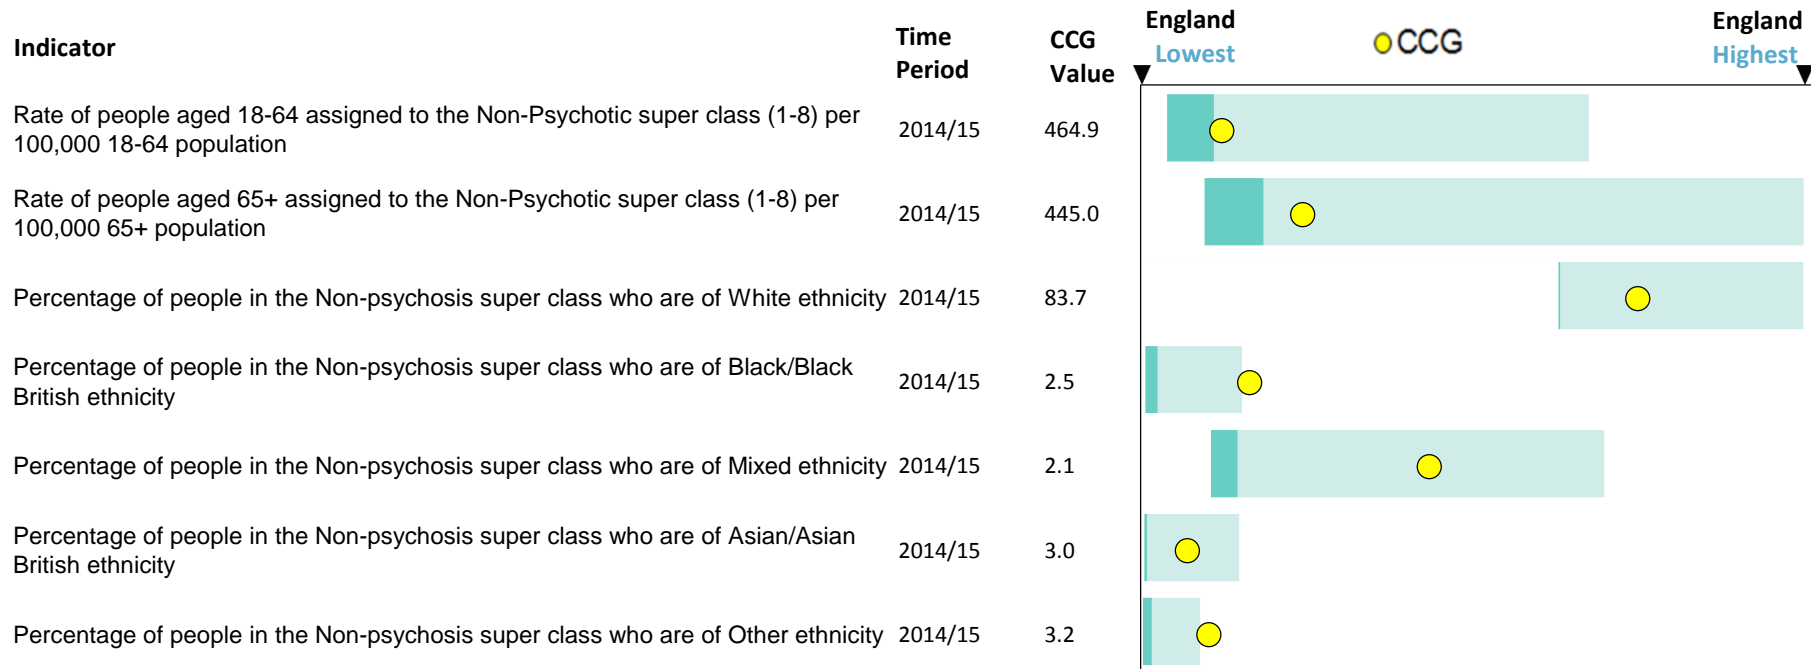 Indicator
Time
Period
CCG
Value
England
Lowest
CCG
England
Highest
Rate of people aged 18-64 assigned to the Non-Psychotic super class (1-8) per
100,000 18-64 population
2014/15
464.9
Rate of people aged 65+ assigned to the Non-Psychotic super class (1-8) per
100,000 65+ population
2014/15
445.0
Percentage of people in the Non-psychosis super class who are of White ethnicity
2014/15
83.7
Percentage of people in the Non-psychosis super class who are of Black/Black
British ethnicity
2014/15
2.5
Percentage of people in the Non-psychosis super class who are of Mixed ethnicity
2014/15
2.1
Percentage of people in the Non-psychosis super class who are of Asian/Asian
British ethnicity
2014/15
3.0
Percentage of people in the Non-psychosis super class who are of Other ethnicity
2014/15
3.2